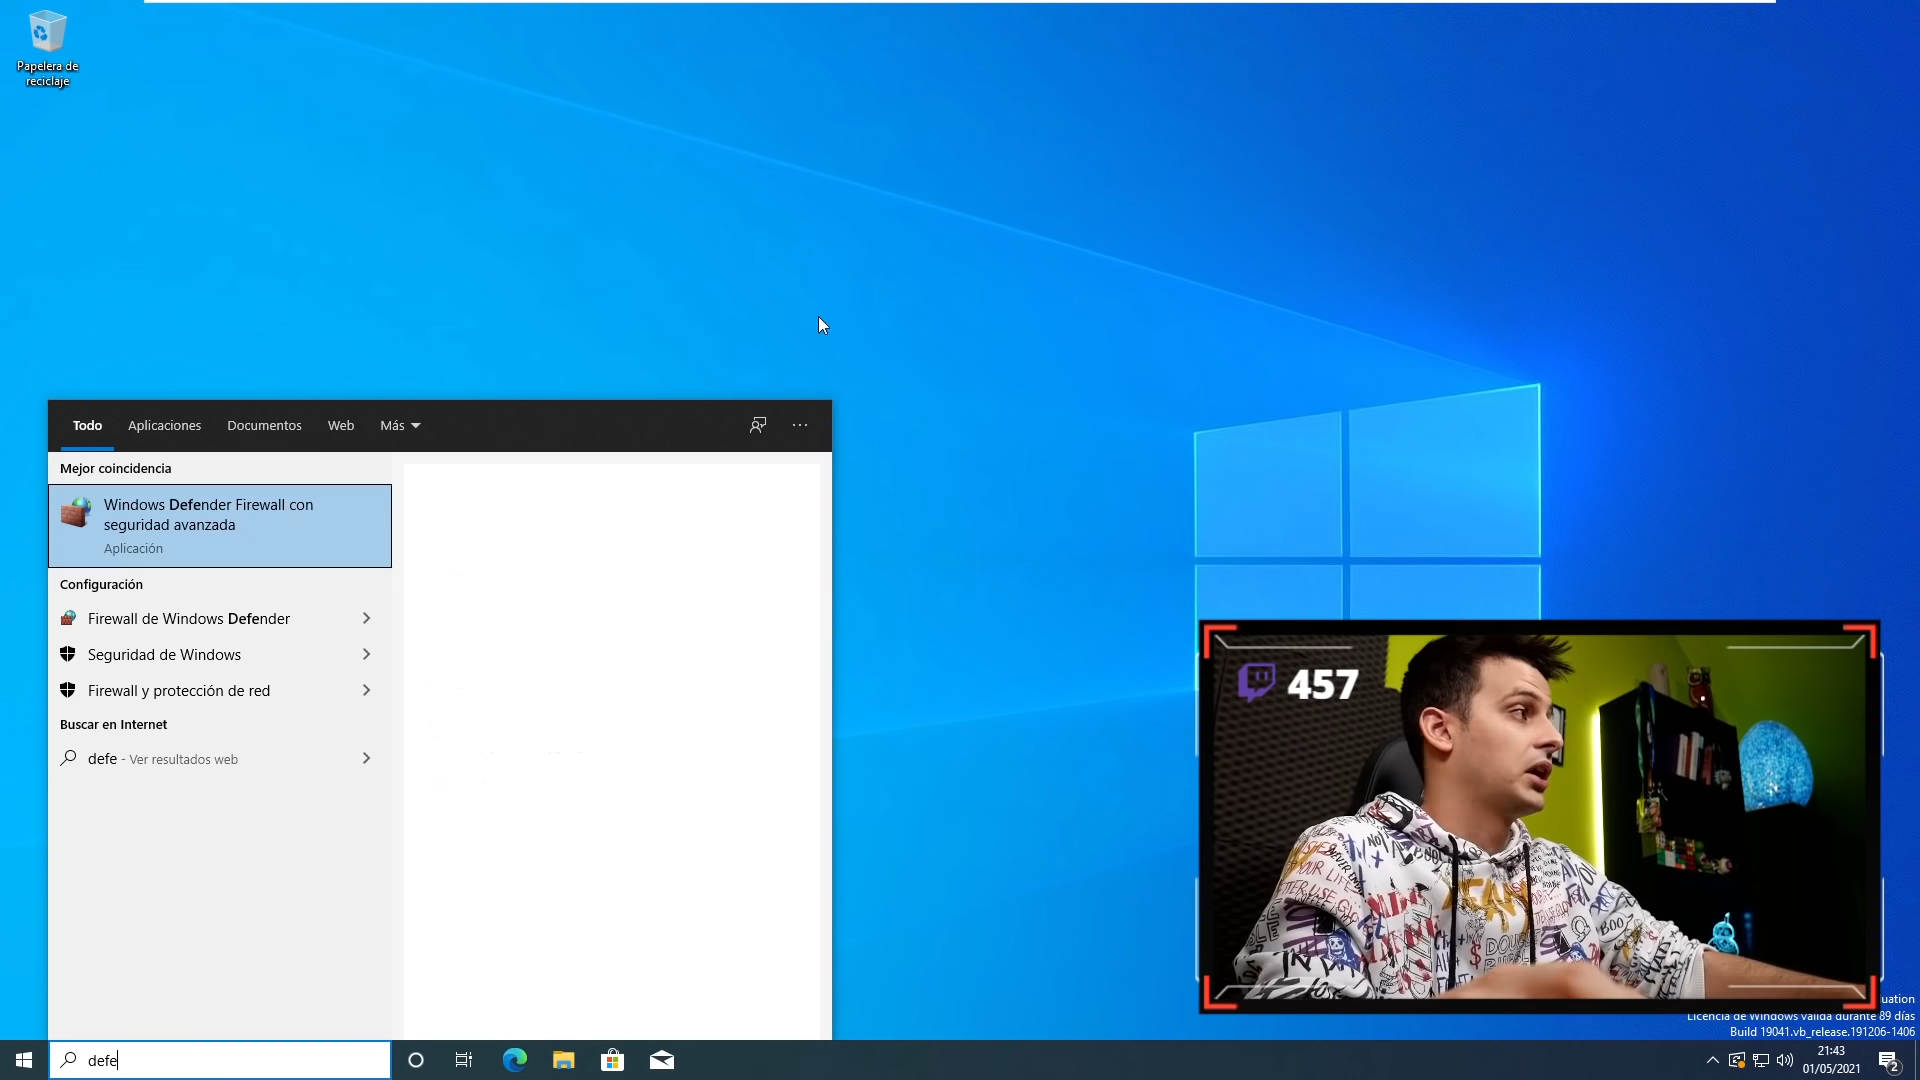 Papelera de
reciclaje
Todo
Aplicaciones
Documentos
Web
Más
Mejor coincidencia
Windows Defender Firewall con
seguridad avanzada
Aplicación
Configuración
Firewall de Windows Defender
Seguridad de Windows
Firewall y protección de red
Buscar en Internet
defe - Ver resultados web
457
uation
Licencia de Windows válida durante 89 días
Build 19041.vb_release.191206-1406
defe
21:43
01/05/2021
2